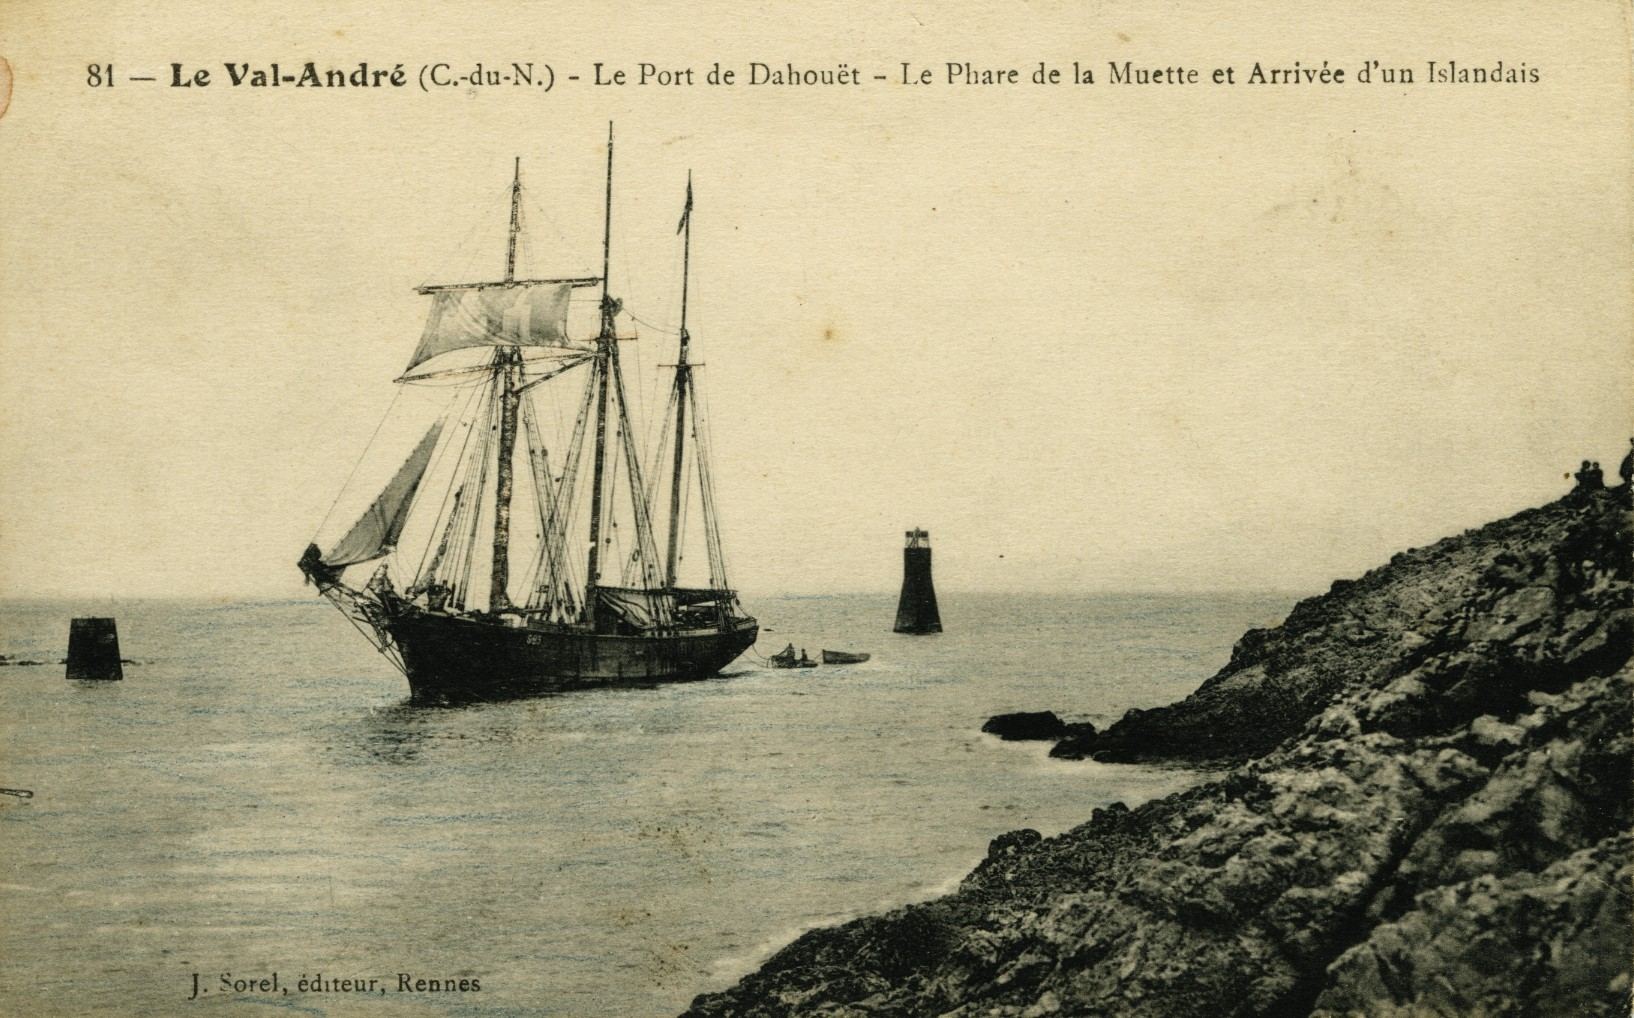 81 — Le Val-André (C.-du-N.) - Le Port de Dahouët - Le Phare de la Muette et Arrivée d'un Islandais
J. Sorel, éditeur, Rennes